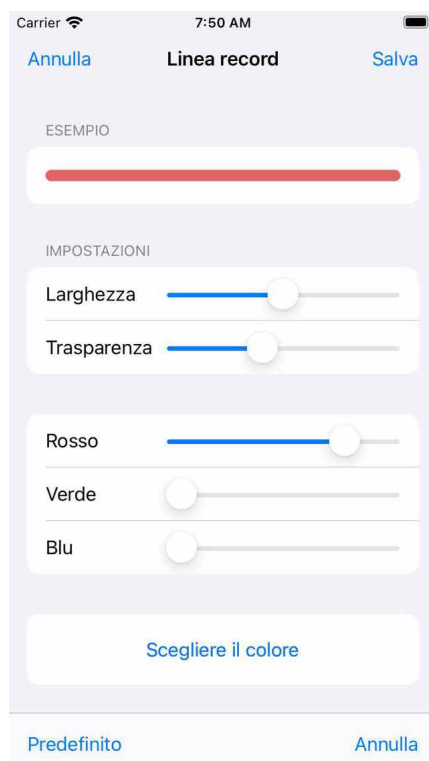 Carrier 7:50 AM
Annulla Linea record Salva
ESEMPIO
IMPOSTAZIONI
Larghezza
Trasparenza
Rosso
Verde
Blu
Scegliere il colore
Predefinito Annulla